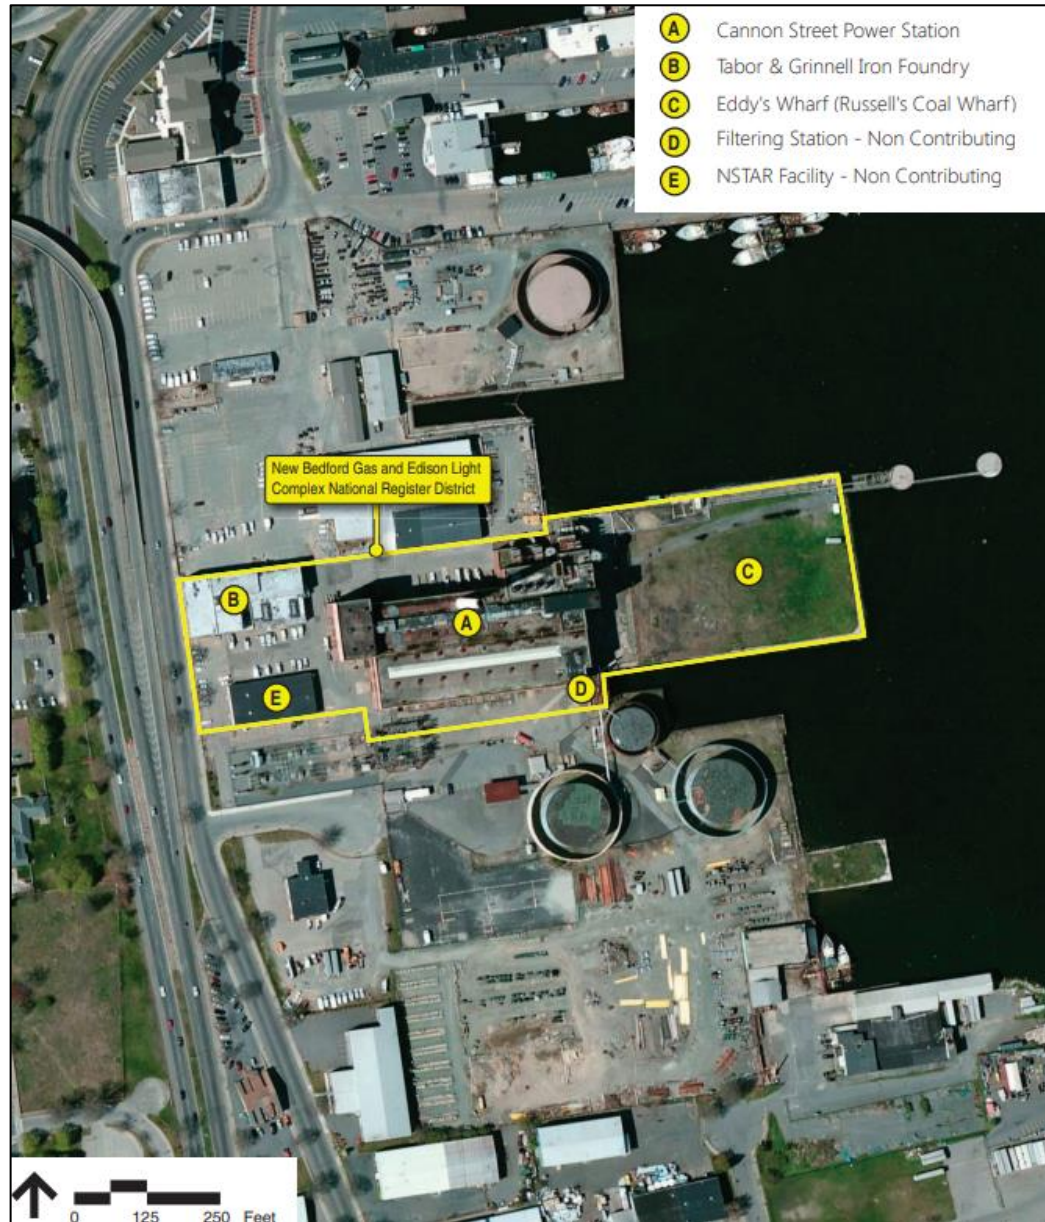 A Cannon Street Power Station
B Tabor & Grinnell Iron Foundry
C Eddy's Wharf (Russell's Coal Wharf)
D Filtering Station - Non Contributing
E NSTAR Facility - Non Contributing
New Bedford Gas and Edison Light
Complex National Register District
C
B
A
E
D
0 125 250 Feet